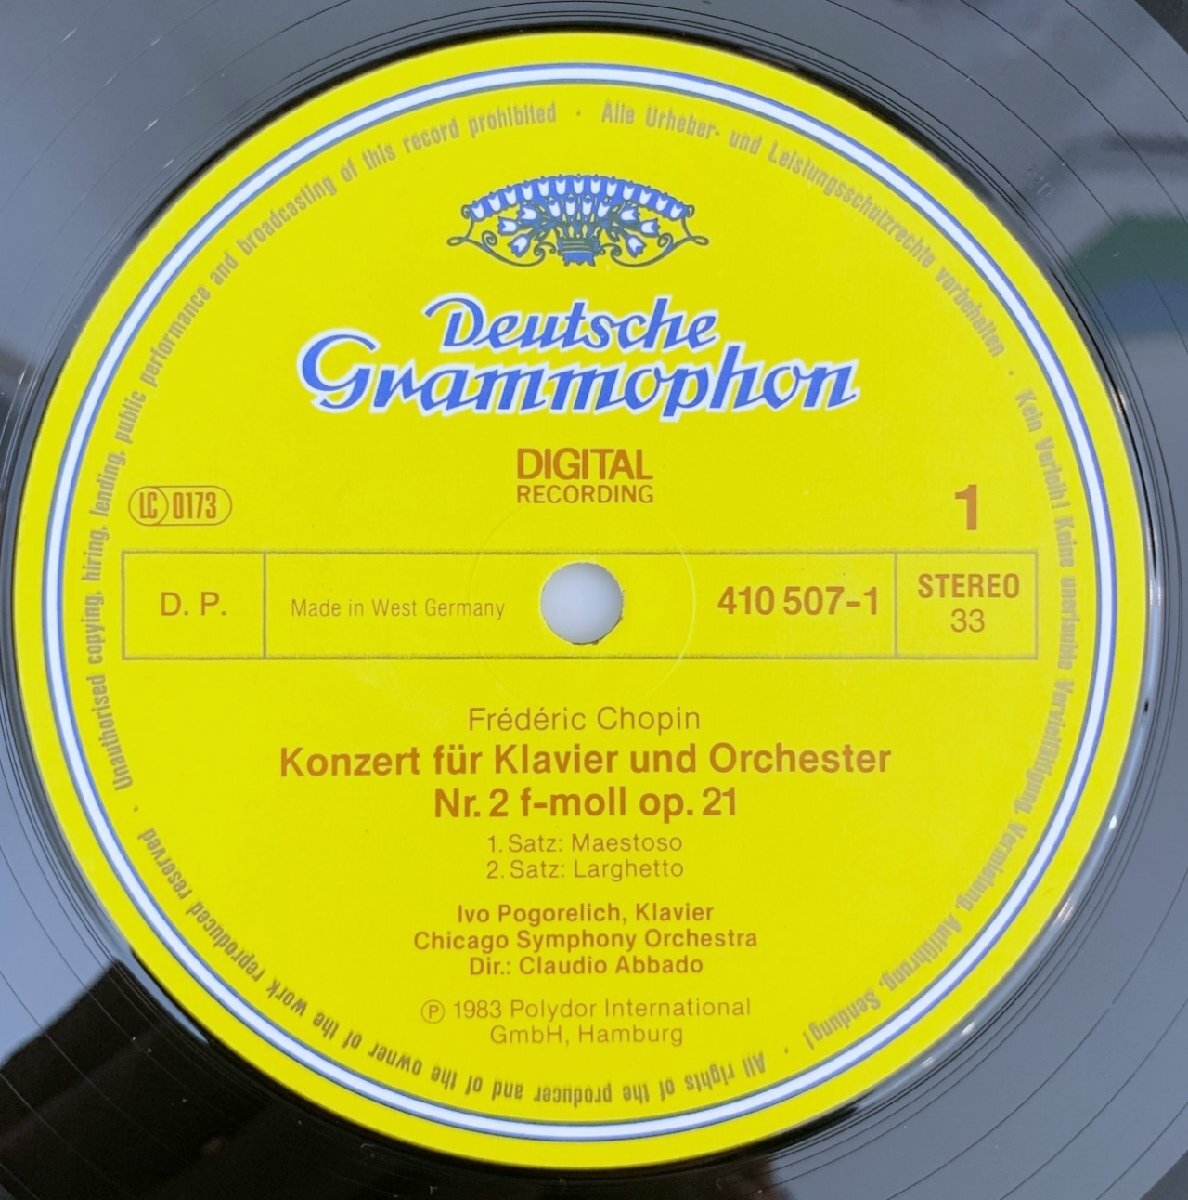 Deutsche
Grammophon
DIGITAL
RECORDING
LC 0173
1
D. P.
Made in West Germany
410 507-1
STEREO
33
Frédéric Chopin
Konzert für Klavier und Orchester
Nr. 2 f-moll op. 21
1. Satz: Maestoso
2. Satz: Larghetto
Ivo Pogorelich, Klavier
Chicago Symphony Orchestra
Dir.: Claudio Abbado
℗ 1983 Polydor International
GmbH, Hamburg
Alle Urheber- und Leistungsschutzrechte vorbehalten · Kein Verleih! Keine unerlaubte Vervielfältigung, Vermietung, Aufführung, Sendung! · All rights of the producer and of the owner of the work reproduced reserved · Unauthorised copying, hiring, lending, public performance and broadcasting of this record prohibited ·